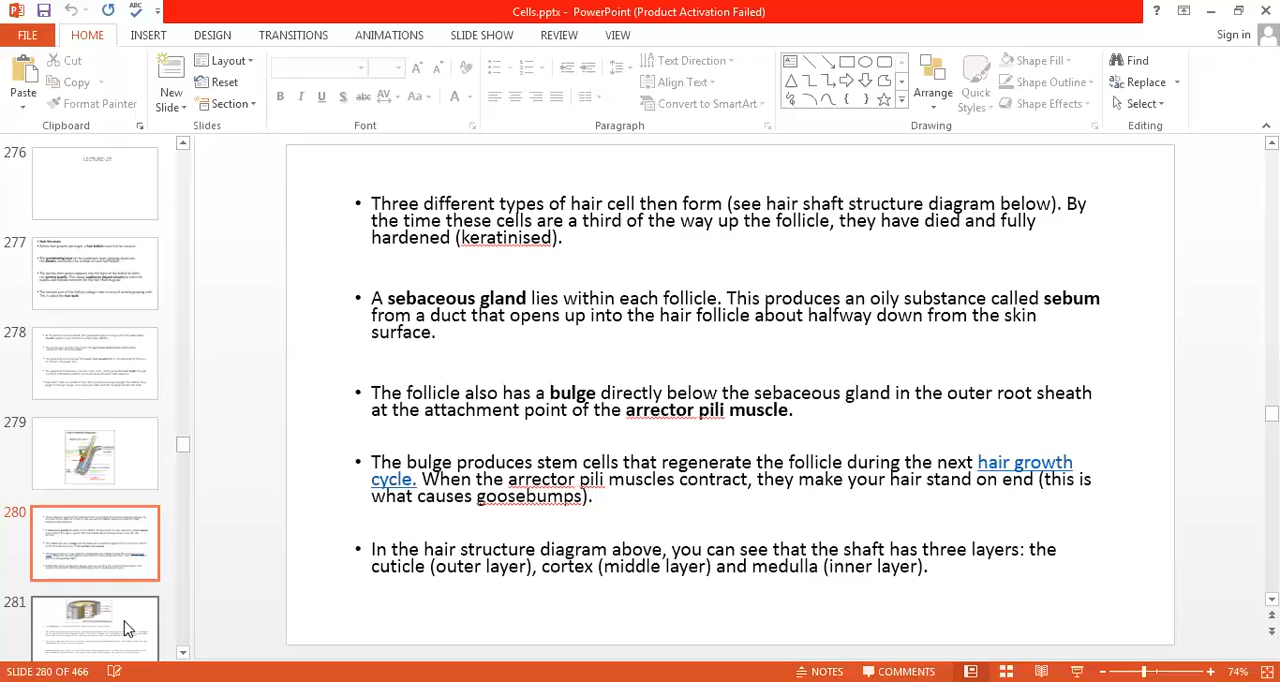 Cells.pptx - PowerPoint (Product Activation Failed)
FILE HOME INSERT DESIGN TRANSITIONS ANIMATIONS SLIDE SHOW REVIEW VIEW Sign in
Paste
Cut
Copy
Format Painter
Clipboard
New
Slide
Layout
Reset
Section
Slides
Font
Text Direction
Align Text
Convert to SmartArt
Paragraph
Arrange
Quick
Styles
Shape Fill
Shape Outline
Shape Effects
Drawing
Find
Replace
Select
Editing
276
LECTURE-27
277
278
279
280
281
• Three different types of hair cell then form (see hair shaft structure diagram below). By
the time these cells are a third of the way up the follicle, they have died and fully
hardened (keratinised).
• A sebaceous gland lies within each follicle. This produces an oily substance called sebum
from a duct that opens up into the hair follicle about halfway down from the skin
surface.
• The follicle also has a bulge directly below the sebaceous gland in the outer root sheath
at the attachment point of the arrector pili muscle.
• The bulge produces stem cells that regenerate the follicle during the next hair growth
cycle. When the arrector pili muscles contract, they make your hair stand on end (this is
what causes goosebumps).
• In the hair structure diagram above, you can see that the shaft has three layers: the
cuticle (outer layer), cortex (middle layer) and medulla (inner layer).
SLIDE 280 OF 466 NOTES COMMENTS 74%